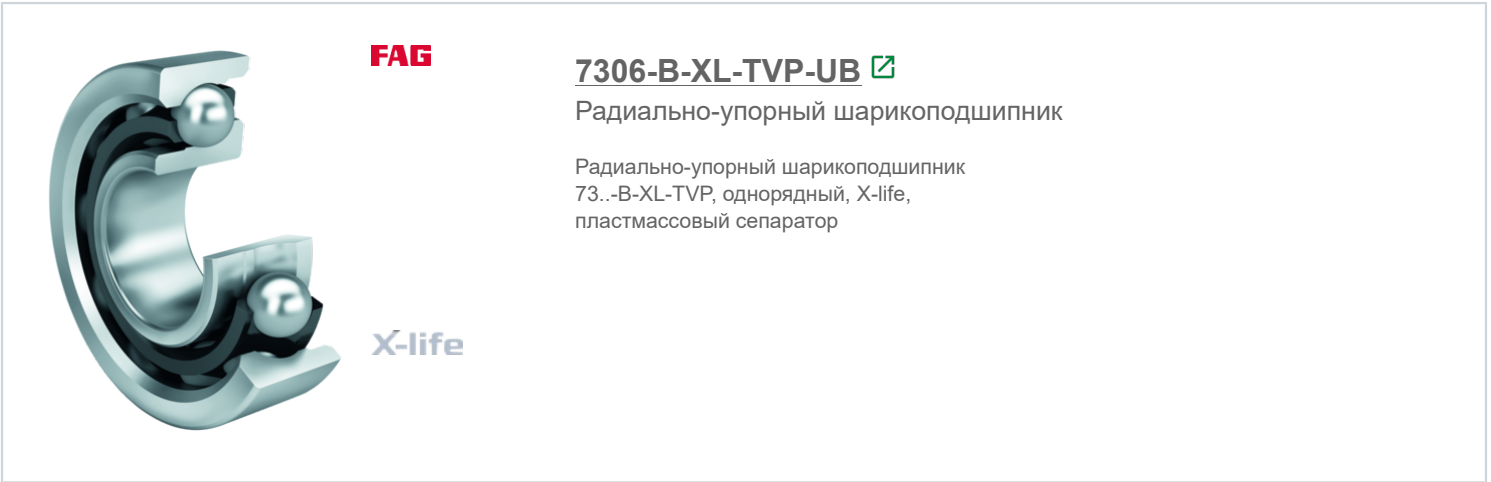 FAG
7306-B-XL-TVP-UB
Радиально-упорный шарикоподшипник
Радиально-упорный шарикоподшипник
73..-B-XL-TVP, однорядный, X-life,
пластмассовый сепаратор
X-life